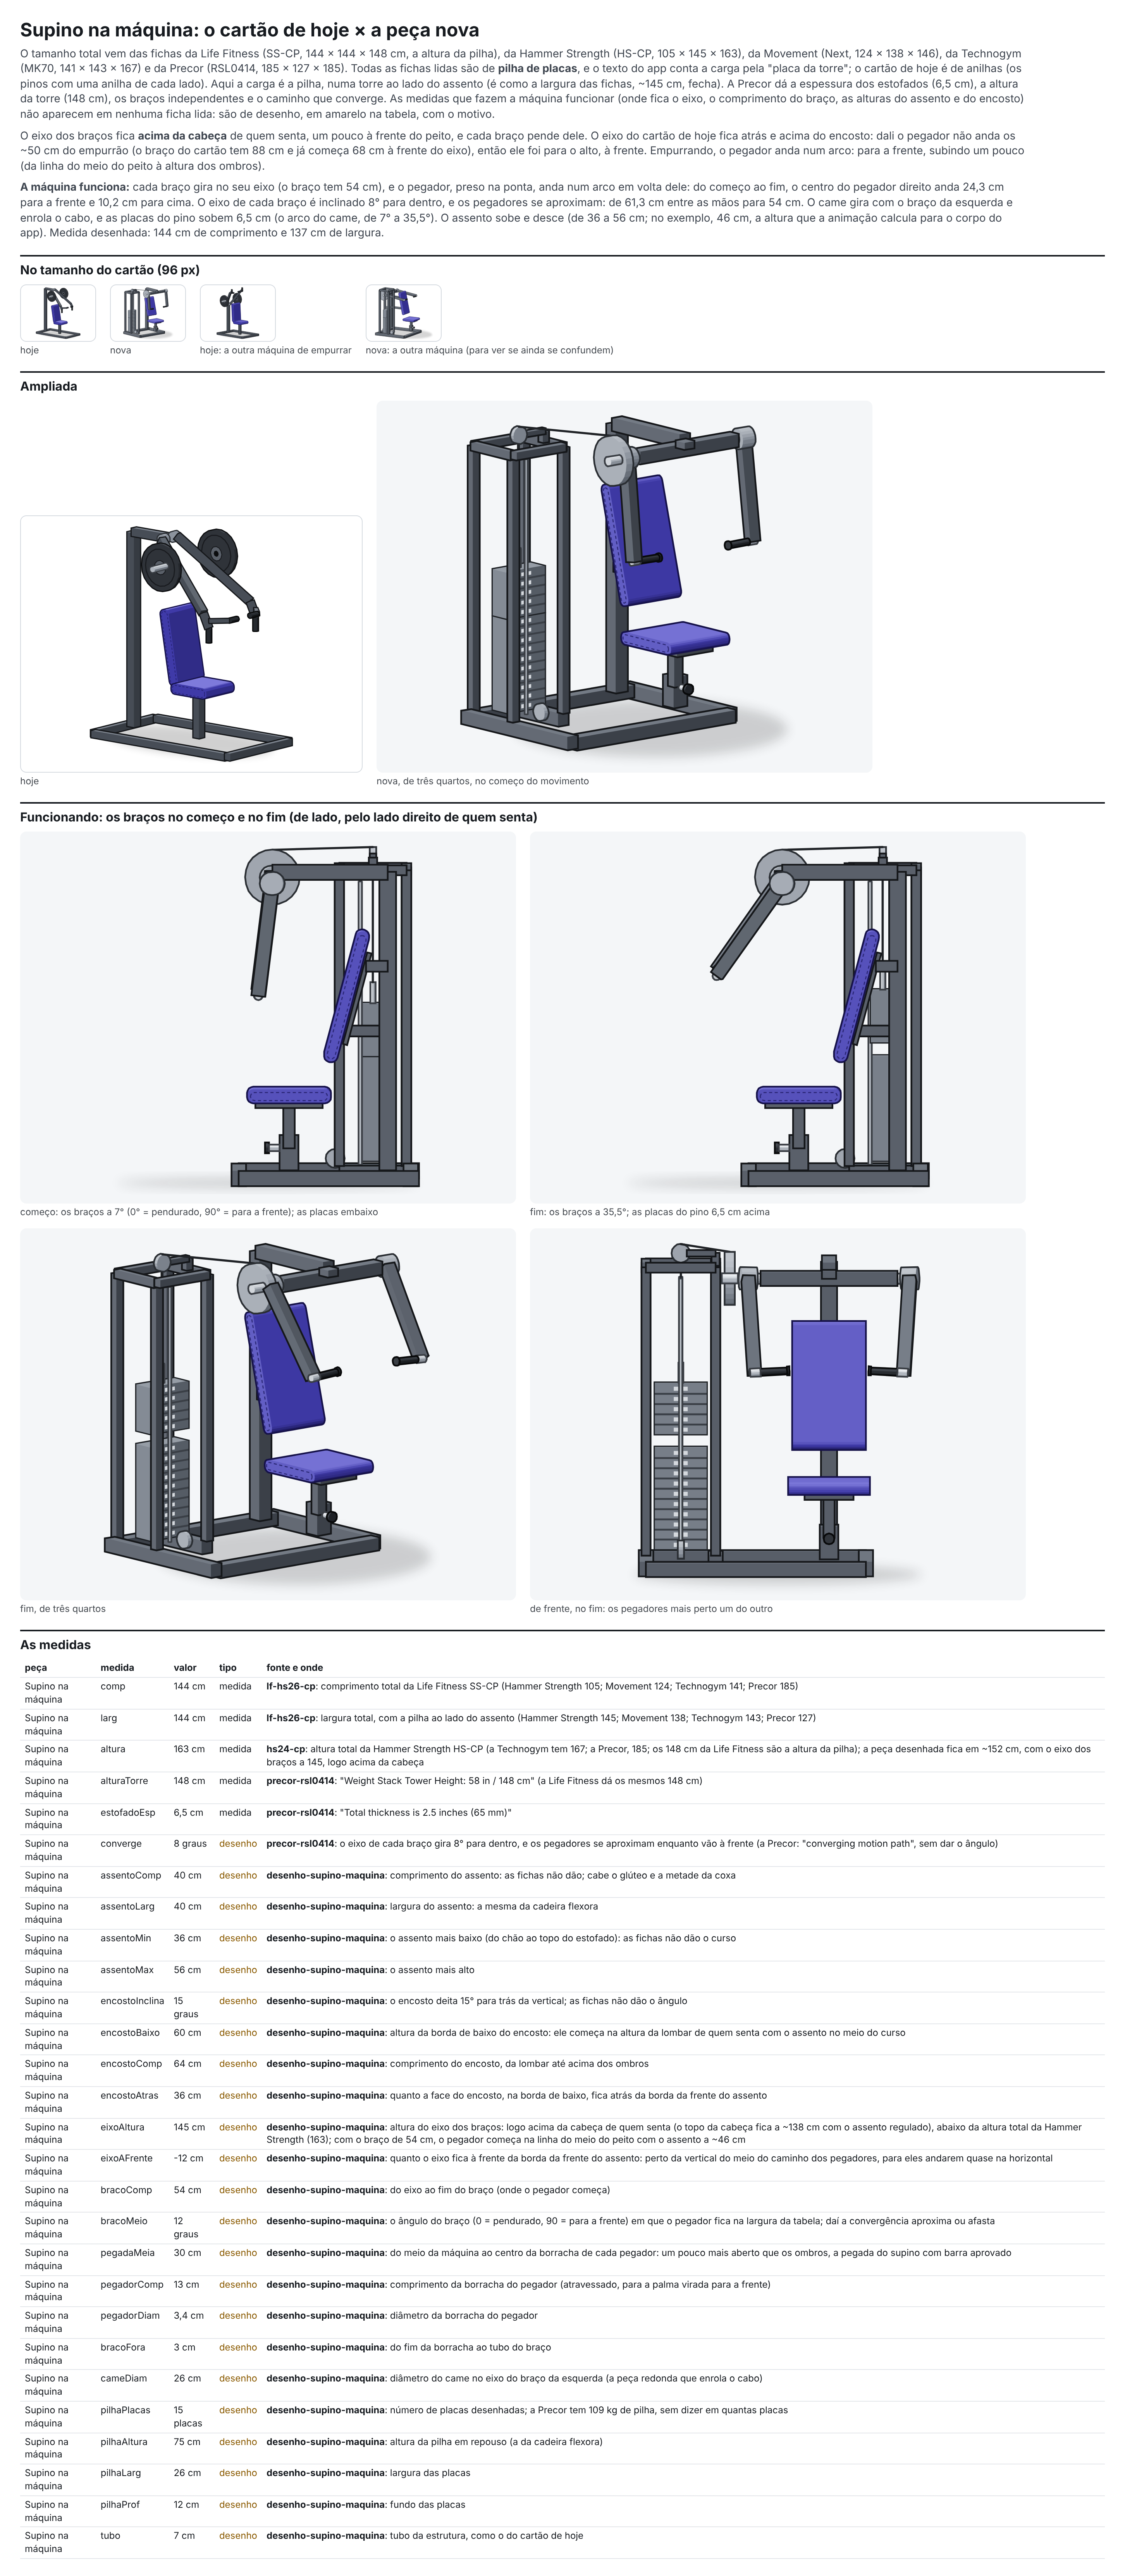 Supino na máquina: o cartão de hoje × a peça nova
O tamanho total vem das fichas da Life Fitness (SS-CP, 144 × 144 × 148 cm, a altura da pilha), da Hammer Strength (HS-CP, 105 × 145 × 163), da Movement (Next, 124 × 138 × 146), da Technogym
(MK70, 141 × 143 × 167) e da Precor (RSL0414, 185 × 127 × 185). Todas as fichas lidas são de pilha de placas, e o texto do app conta a carga pela "placa da torre"; o cartão de hoje é de anilhas (os
pinos com uma anilha de cada lado). Aqui a carga é a pilha, numa torre ao lado do assento (é como a largura das fichas, ~145 cm, fecha). A Precor dá a espessura dos estofados (6,5 cm), a altura
da torre (148 cm), os braços independentes e o caminho que converge. As medidas que fazem a máquina funcionar (onde fica o eixo, o comprimento do braço, as alturas do assento e do encosto)
não aparecem em nenhuma ficha lida: são de desenho, em amarelo na tabela, com o motivo.
O eixo dos braços fica acima da cabeça de quem senta, um pouco à frente do peito, e cada braço pende dele. O eixo do cartão de hoje fica atrás e acima do encosto: dali o pegador não anda os
~50 cm do empurrão (o braço do cartão tem 88 cm e já começa 68 cm à frente do eixo), então ele foi para o alto, à frente. Empurrando, o pegador anda num arco: para a frente, subindo um pouco
(da linha do meio do peito à altura dos ombros).
A máquina funciona: cada braço gira no seu eixo (o braço tem 54 cm), e o pegador, preso na ponta, anda num arco em volta dele: do começo ao fim, o centro do pegador direito anda 24,3 cm
para a frente e 10,2 cm para cima. O eixo de cada braço é inclinado 8° para dentro, e os pegadores se aproximam: de 61,3 cm entre as mãos para 54 cm. O came gira com o braço da esquerda e
enrola o cabo, e as placas do pino sobem 6,5 cm (o arco do came, de 7° a 35,5°). O assento sobe e desce (de 36 a 56 cm; no exemplo, 46 cm, a altura que a animação calcula para o corpo do
app). Medida desenhada: 144 cm de comprimento e 137 cm de largura.
No tamanho do cartão (96 px)
hoje
nova
hoje: a outra máquina de empurrar
nova: a outra máquina (para ver se ainda se confundem)
Ampliada
hoje
nova, de três quartos, no começo do movimento
Funcionando: os braços no começo e no fim (de lado, pelo lado direito de quem senta)
começo: os braços a 7° (0° = pendurado, 90° = para a frente); as placas embaixo
fim: os braços a 35,5°; as placas do pino 6,5 cm acima
fim, de três quartos
de frente, no fim: os pegadores mais perto um do outro
As medidas
peça medida valor tipo fonte e onde
Supino na máquina comp 144 cm medida lf-hs26-cp: comprimento total da Life Fitness SS-CP (Hammer Strength 105; Movement 124; Technogym 141; Precor 185)
Supino na máquina larg 144 cm medida lf-hs26-cp: largura total, com a pilha ao lado do assento (Hammer Strength 145; Movement 138; Technogym 143; Precor 127)
Supino na máquina altura 163 cm medida hs24-cp: altura total da Hammer Strength HS-CP (a Technogym tem 167; a Precor, 185; os 148 cm da Life Fitness são a altura da pilha); a peça desenhada fica em ~152 cm, com o eixo dos
braços a 145, logo acima da cabeça
Supino na máquina alturaTorre 148 cm medida precor-rsl0414: "Weight Stack Tower Height: 58 in / 148 cm" (a Life Fitness dá os mesmos 148 cm)
Supino na máquina estofadoEsp 6,5 cm medida precor-rsl0414: "Total thickness is 2.5 inches (65 mm)"
Supino na máquina converge 8 graus desenho precor-rsl0414: o eixo de cada braço gira 8° para dentro, e os pegadores se aproximam enquanto vão à frente (a Precor: "converging motion path", sem dar o ângulo)
Supino na máquina assentoComp 40 cm desenho desenho-supino-maquina: comprimento do assento: as fichas não dão; cabe o glúteo e a metade da coxa
Supino na máquina assentoLarg 40 cm desenho desenho-supino-maquina: largura do assento: a mesma da cadeira flexora
Supino na máquina assentoMin 36 cm desenho desenho-supino-maquina: o assento mais baixo (do chão ao topo do estofado): as fichas não dão o curso
Supino na máquina assentoMax 56 cm desenho desenho-supino-maquina: o assento mais alto
Supino na máquina encostoInclina 15 graus desenho desenho-supino-maquina: o encosto deita 15° para trás da vertical; as fichas não dão o ângulo
Supino na máquina encostoBaixo 60 cm desenho desenho-supino-maquina: altura da borda de baixo do encosto: ele começa na altura da lombar de quem senta com o assento no meio do curso
Supino na máquina encostoComp 64 cm desenho desenho-supino-maquina: comprimento do encosto, da lombar até acima dos ombros
Supino na máquina encostoAtras 36 cm desenho desenho-supino-maquina: quanto a face do encosto, na borda de baixo, fica atrás da borda da frente do assento
Supino na máquina eixoAltura 145 cm desenho desenho-supino-maquina: altura do eixo dos braços: logo acima da cabeça de quem senta (o topo da cabeça fica a ~138 cm com o assento regulado), abaixo da altura total da Hammer
Strength (163); com o braço de 54 cm, o pegador começa na linha do meio do peito com o assento a ~46 cm
Supino na máquina eixoAFrente -12 cm desenho desenho-supino-maquina: quanto o eixo fica à frente da borda da frente do assento: perto da vertical do meio do caminho dos pegadores, para eles andarem quase na horizontal
Supino na máquina bracoComp 54 cm desenho desenho-supino-maquina: do eixo ao fim do braço (onde o pegador começa)
Supino na máquina bracoMeio 12 graus desenho desenho-supino-maquina: o ângulo do braço (0 = pendurado, 90 = para a frente) em que o pegador fica na largura da tabela; daí a convergência aproxima ou afasta
Supino na máquina pegadaMeia 30 cm desenho desenho-supino-maquina: do meio da máquina ao centro da borracha de cada pegador: um pouco mais aberto que os ombros, a pegada do supino com barra aprovado
Supino na máquina pegadorComp 13 cm desenho desenho-supino-maquina: comprimento da borracha do pegador (atravessado, para a palma virada para a frente)
Supino na máquina pegadorDiam 3,4 cm desenho desenho-supino-maquina: diâmetro da borracha do pegador
Supino na máquina bracoFora 3 cm desenho desenho-supino-maquina: do fim da borracha ao tubo do braço
Supino na máquina cameDiam 26 cm desenho desenho-supino-maquina: diâmetro do came no eixo do braço da esquerda (a peça redonda que enrola o cabo)
Supino na máquina pilhaPlacas 15 placas desenho desenho-supino-maquina: número de placas desenhadas; a Precor tem 109 kg de pilha, sem dizer em quantas placas
Supino na máquina pilhaAltura 75 cm desenho desenho-supino-maquina: altura da pilha em repouso (a da cadeira flexora)
Supino na máquina pilhaLarg 26 cm desenho desenho-supino-maquina: largura das placas
Supino na máquina pilhaProf 12 cm desenho desenho-supino-maquina: fundo das placas
Supino na máquina tubo 7 cm desenho desenho-supino-maquina: tubo da estrutura, como o do cartão de hoje